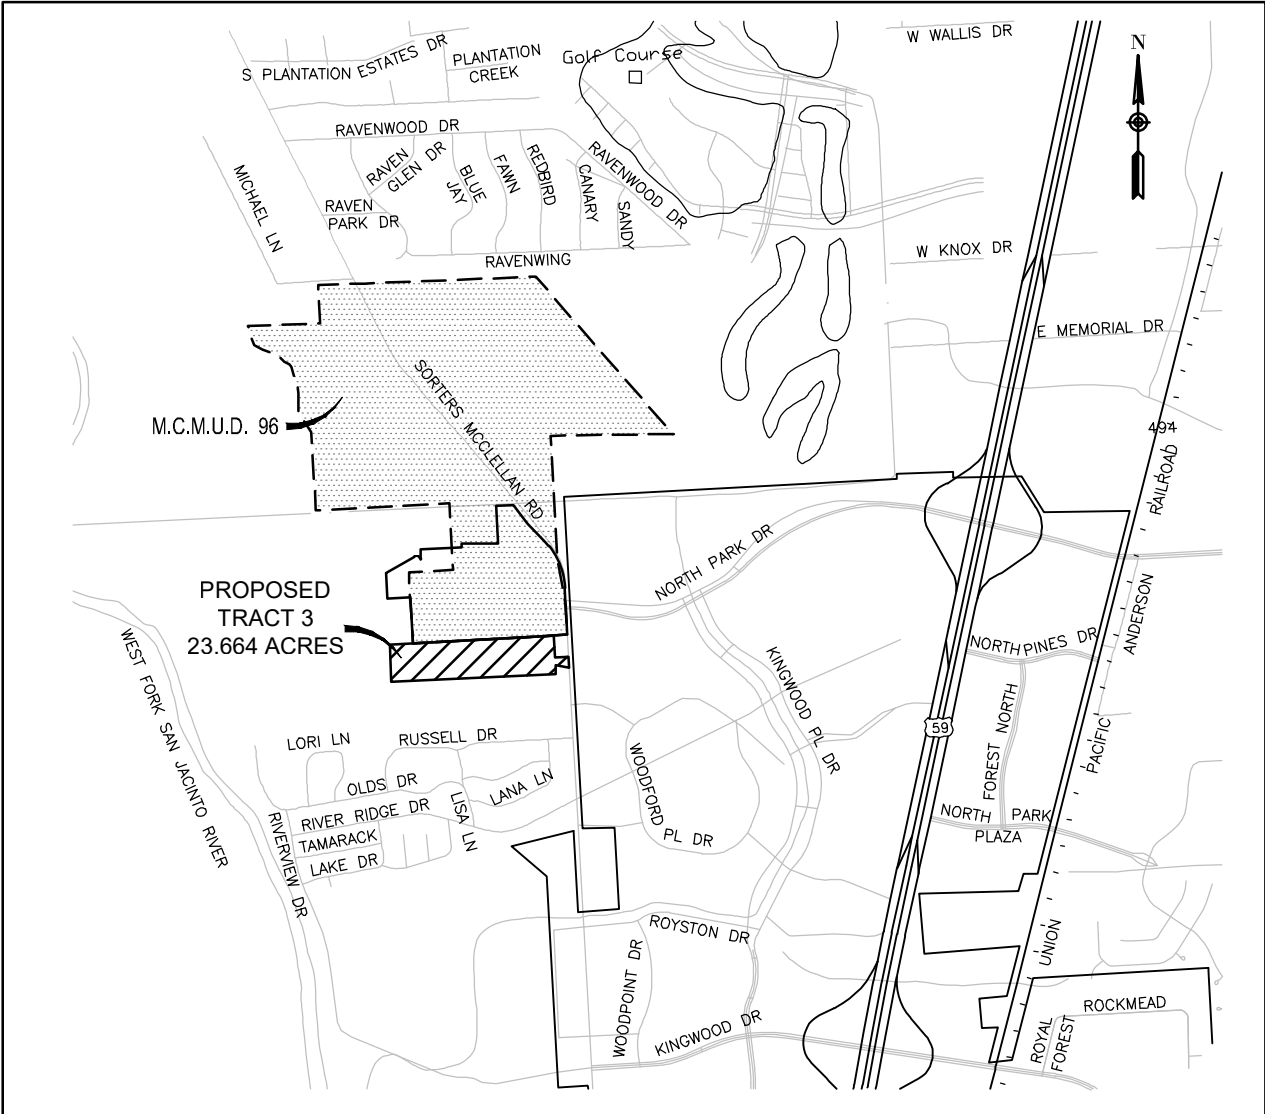 W WALLIS DR
N
S PLANTATION ESTATES DR
PLANTATION
CREEK
Golf Course
RAVENWOOD DR
RAVEN
GLEN DR
BLUE
JAY
FAWN
REDBIRD
CANARY
SANDY
RAVENWOOD DR
MICHAEL LN
RAVEN
PARK DR
RAVENWING
W KNOX DR
E MEMORIAL DR
SORTERS MCCLELLAN RD
M.C.M.U.D. 96
494
RAILROAD
NORTH PARK DR
PROPOSED
TRACT 3
23.664 ACRES
ANDERSON
WEST FORK SAN JACINTO RIVER
NORTH PINES DR
KINGWOOD PL DR
FOREST NORTH
59
PACIFIC
LORI LN
RUSSELL DR
WOODFORD
PL DR
OLDS DR
LANA LN
RIVER RIDGE DR
LISA LN
TAMARACK
LAKE DR
RIVERVIEW DR
NORTH PARK
PLAZA
ROYSTON DR
UNION
WOODPOINT DR
KINGWOOD DR
ROCKMEAD
ROYAL
FOREST